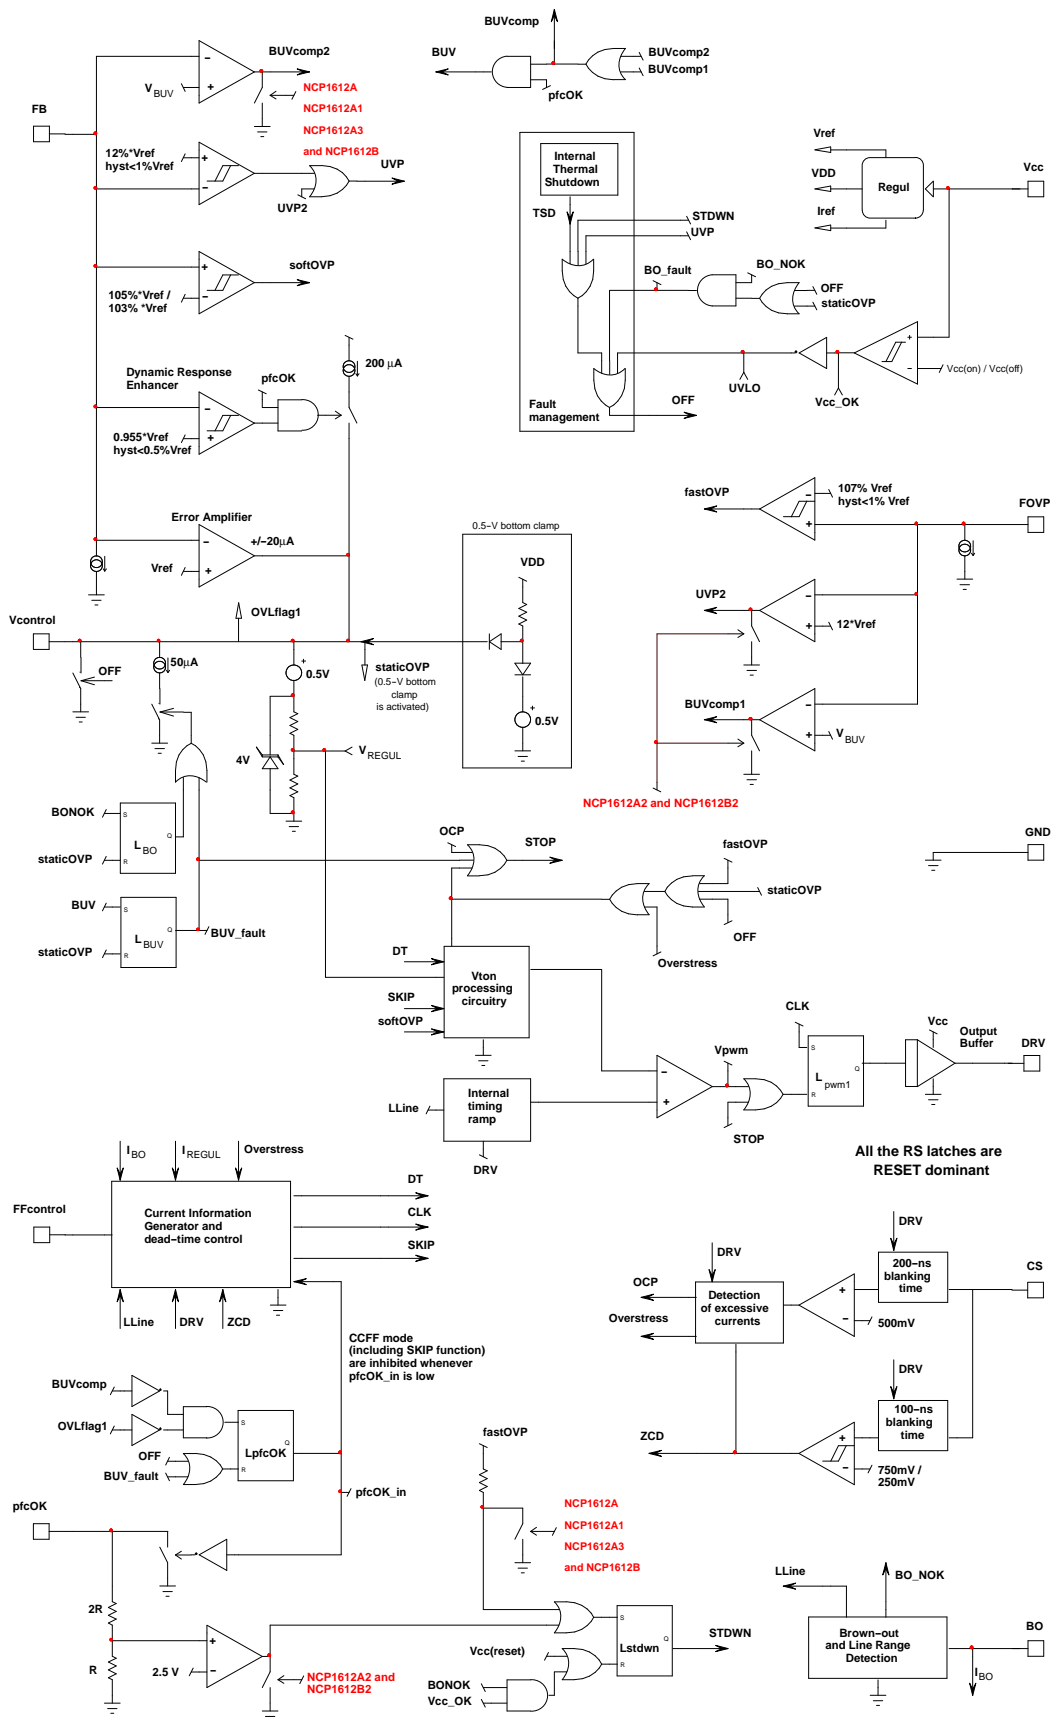 BUVcomp
BUVcomp2
BUV
BUVcomp2
BUVcomp1
pfcOK
VBUV
NCP1612A
NCP1612A1
NCP1612A3
and NCP1612B
FB
12%*Vref
hyst<1%Vref
UVP
UVP2
105%*Vref /
103% *Vref
softOVP
Internal
Thermal
Shutdown
TSD
STDWN
UVP
BO_fault
BO_NOK
OFF
staticOVP
Vref
VDD
Iref
Regul
Vcc
Vcc(on) / Vcc(off)
UVLO
Vcc_OK
OFF
Fault
management
200 µA
Dynamic Response
Enhancer
pfcOK
0.955*Vref
hyst<0.5%Vref
Error Amplifier
+/−20µA
Vref
0.5−V bottom clamp
VDD
0.5V
fastOVP
107% Vref
hyst<1% Vref
FOVP
UVP2
12*Vref
BUVcomp1
VBUV
NCP1612A2 and NCP1612B2
Vcontrol
OVLflag1
OFF
50µA
0.5V
staticOVP
(0.5−V bottom
clamp
is activated)
4V
VREGUL
BONOK
staticOVP
S
R
Q
LBO
BUV
staticOVP
S
R
Q
LBUV
BUV_fault
OCP
STOP
fastOVP
staticOVP
OFF
Overstress
GND
DT
SKIP
softOVP
Vton
processing
circuitry
LLine
Internal
timing
ramp
DRV
Vpwm
STOP
CLK
S
R
Q
Lpwm1
Vcc
Output
Buffer
DRV
All the RS latches are
RESET dominant
IBO
IREGUL
Overstress
FFcontrol
Current Information
Generator and
dead−time control
DT
CLK
SKIP
LLine
DRV
ZCD
CCFF mode
(including SKIP function)
are inhibited whenever
pfcOK_in is low
DRV
200−ns
blanking
time
CS
DRV
OCP
Overstress
Detection
of excessive
currents
500mV
DRV
100−ns
blanking
time
ZCD
750mV /
250mV
BUVcomp
OVLflag1
OFF
BUV_fault
S
R
Q
LpfcOK
pfcOK_in
pfcOK
fastOVP
NCP1612A
NCP1612A1
NCP1612A3
and NCP1612B
2R
R
2.5 V
NCP1612A2 and
NCP1612B2
Vcc(reset)
BONOK
Vcc_OK
S
R
Q
Lstdwn
STDWN
LLine
BO_NOK
Brown−out
and Line Range
Detection
BO
IBO